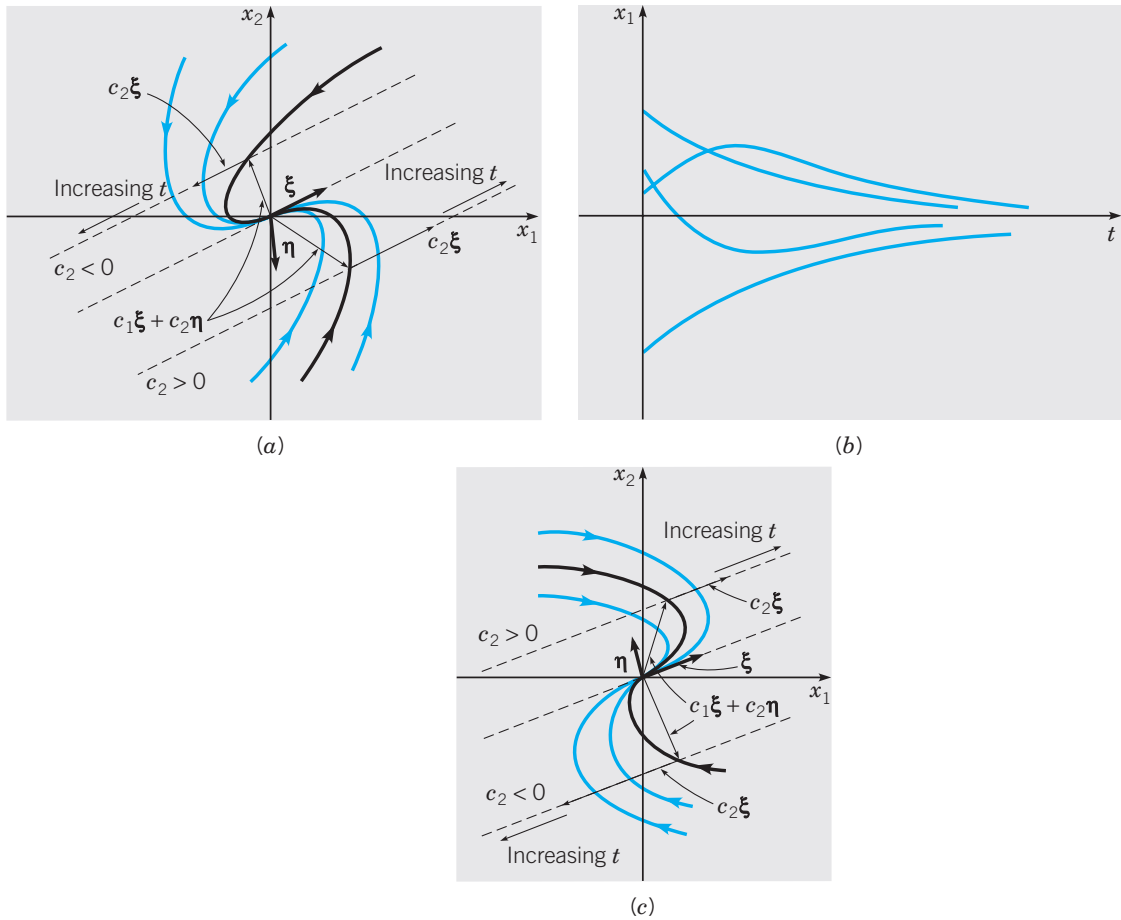 x₂
c₂ξ
Increasing t
Increasing t
ξ
x₁
c₂ξ
η
c₂ < 0
c₁ξ + c₂η
c₂ > 0
(a)
x₁
t
(b)
x₂
Increasing t
c₂ξ
c₂ > 0
η
ξ
x₁
c₁ξ + c₂η
c₂ < 0
c₂ξ
Increasing t
(c)